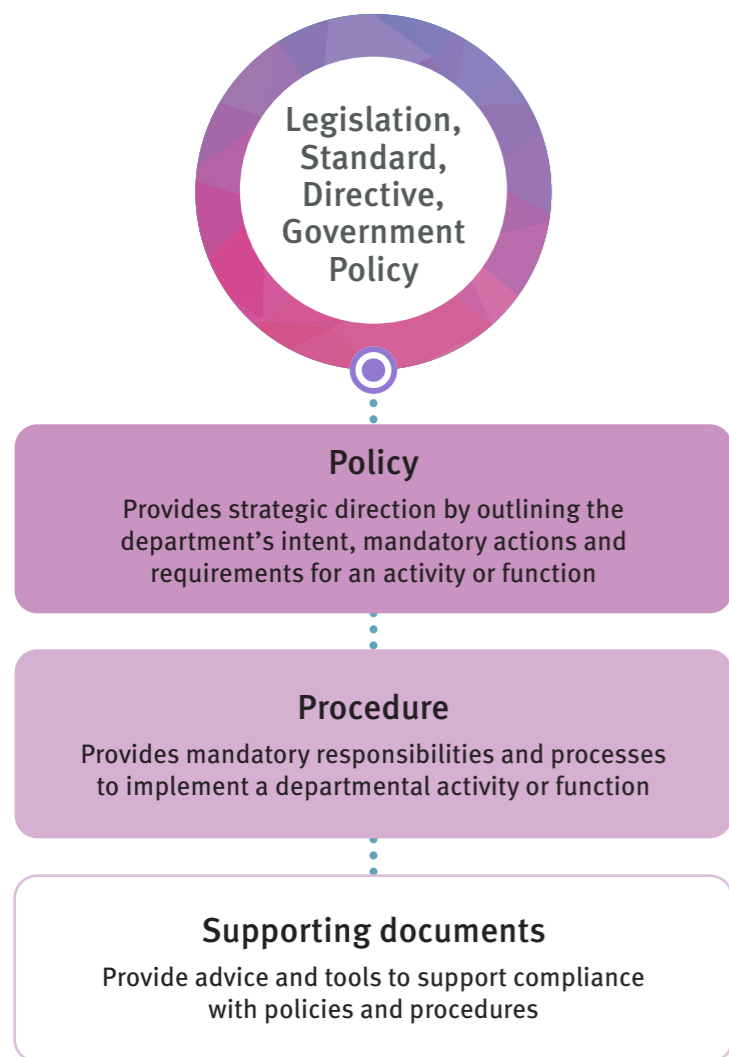 Legislation,
Standard,
Directive,
Government
Policy
Policy
Provides strategic direction by outlining the
department’s intent, mandatory actions and
requirements for an activity or function
Procedure
Provides mandatory responsibilities and processes
to implement a departmental activity or function
Supporting documents
Provide advice and tools to support compliance
with policies and procedures